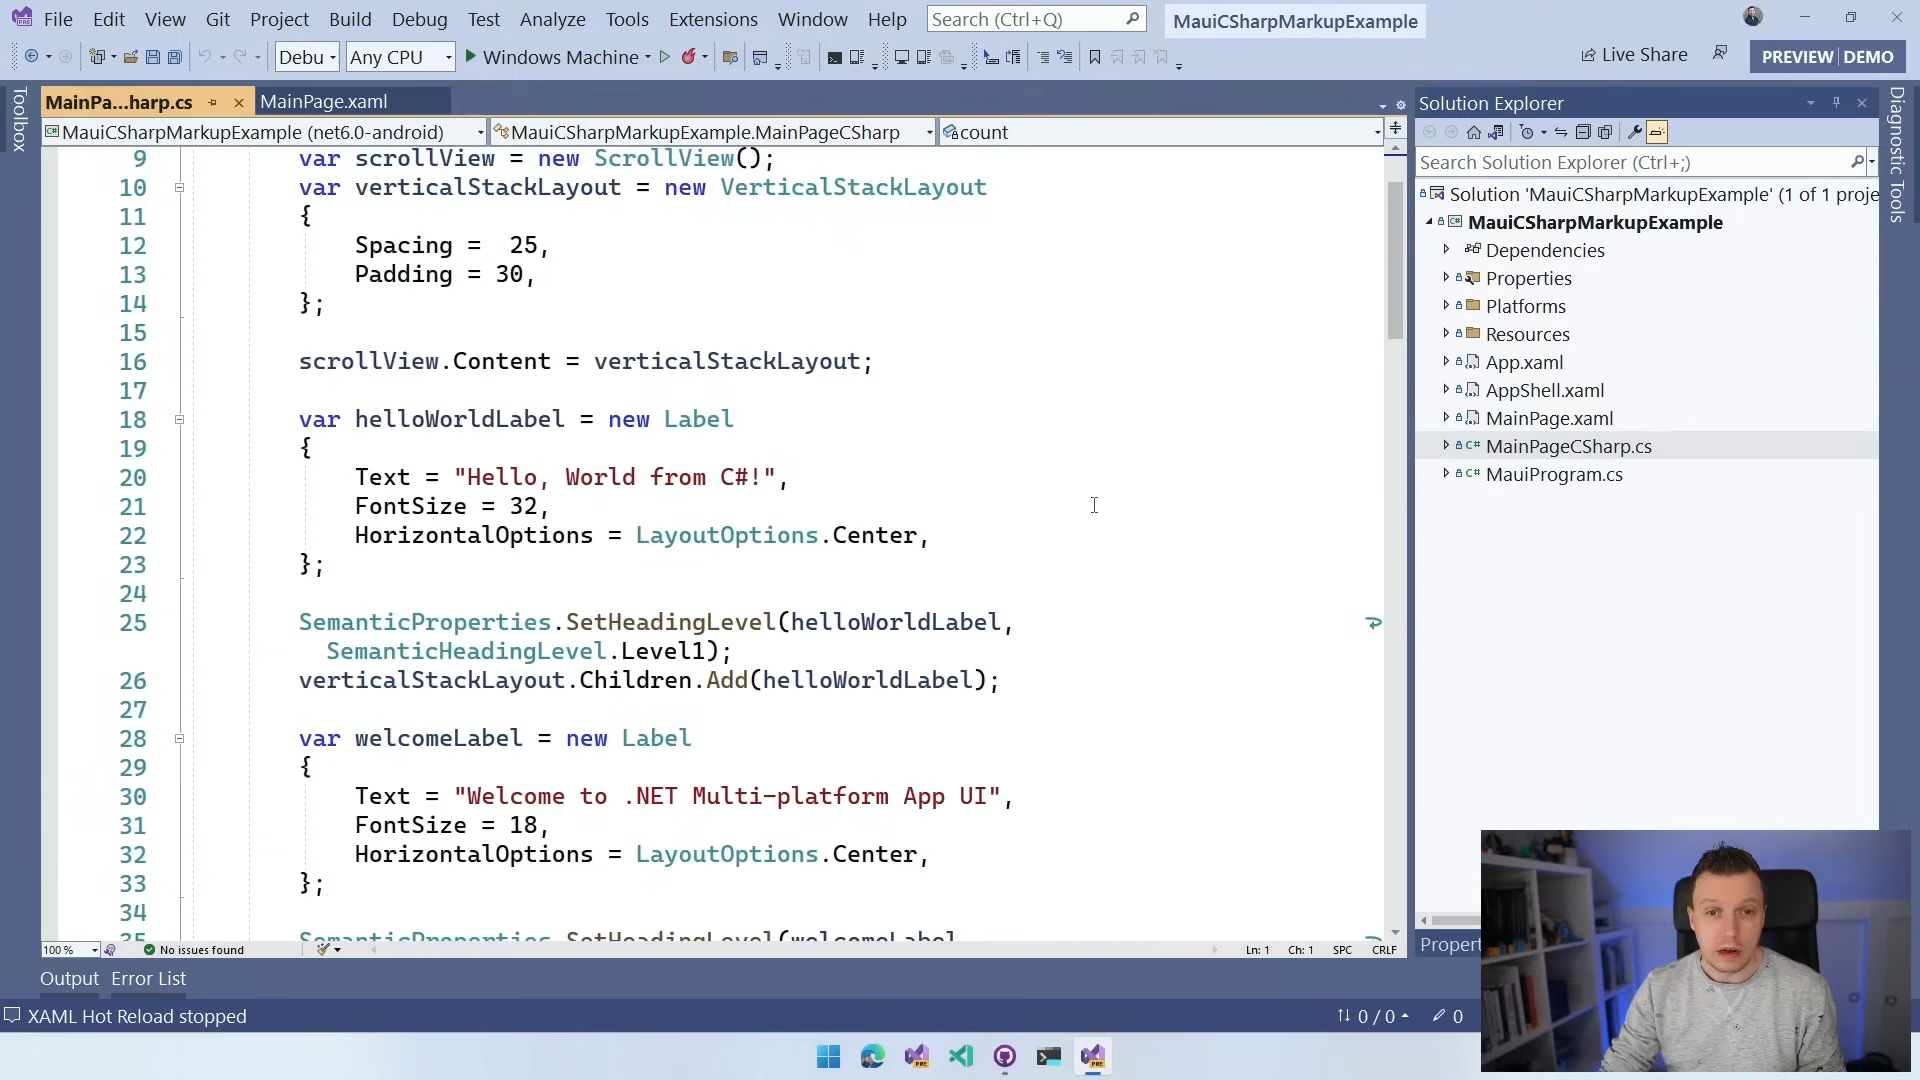 File Edit View Git Project Build Debug Test Analyze Tools Extensions Window Help Search (Ctrl+Q) MauiCSharpMarkupExample
Debu Any CPU Windows Machine Live Share PREVIEW DEMO
Toolbox
MainPa...harp.cs MainPage.xaml
MauiCSharpMarkupExample (net6.0-android) MauiCSharpMarkupExample.MainPageCSharp count
9 var scrollView = new ScrollView();
10 var verticalStackLayout = new VerticalStackLayout
11 {
12 Spacing =  25,
13 Padding = 30,
14 };
15
16 scrollView.Content = verticalStackLayout;
17
18 var helloWorldLabel = new Label
19 {
20 Text = "Hello, World from C#!",
21 FontSize = 32,
22 HorizontalOptions = LayoutOptions.Center,
23 };
24
25 SemanticProperties.SetHeadingLevel(helloWorldLabel,
SemanticHeadingLevel.Level1);
26 verticalStackLayout.Children.Add(helloWorldLabel);
27
28 var welcomeLabel = new Label
29 {
30 Text = "Welcome to .NET Multi-platform App UI",
31 FontSize = 18,
32 HorizontalOptions = LayoutOptions.Center,
33 };
34
35 SemanticProperties.SetHeadingLevel(welcomeLabel,
100 % No issues found Ln: 1 Ch: 1 SPC CRLF
Solution Explorer
Search Solution Explorer (Ctrl+;)
Solution 'MauiCSharpMarkupExample' (1 of 1 proje
MauiCSharpMarkupExample
Dependencies
Properties
Platforms
Resources
App.xaml
AppShell.xaml
MainPage.xaml
MainPageCSharp.cs
MauiProgram.cs
Propert
Diagnostic Tools
Output Error List
XAML Hot Reload stopped 0 / 0 0